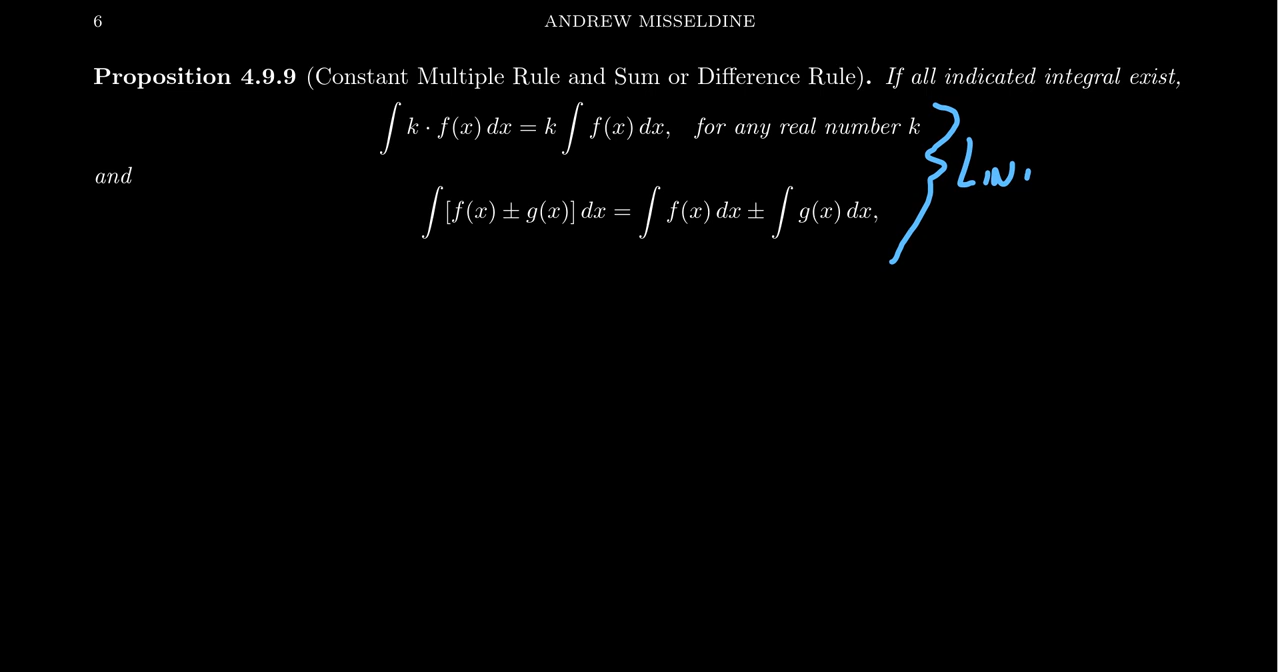 6 ANDREW MISSELDINE
Proposition 4.9.9 (Constant Multiple Rule and Sum or Difference Rule). If all indicated integral exist,
∫ k · f(x) dx = k ∫ f(x) dx, for any real number k
Lin.
and
∫ [f(x) ± g(x)] dx = ∫ f(x) dx ± ∫ g(x) dx,